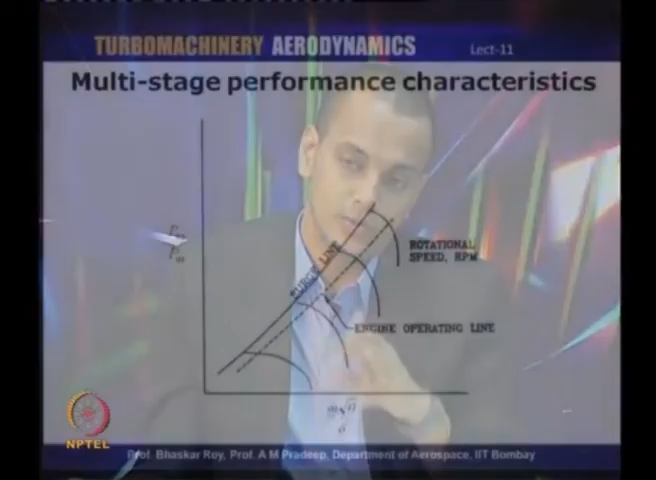 TURBOMACHINERY AERODYNAMICS
Lect-11
Multi-stage performance characteristics
SURGE LINE
ROTATIONAL
SPEED, RPM
ENGINE OPERATING LINE
NPTEL
Prof. Bhaskar Roy, Prof. A M Pradeep, Department of Aerospace, IIT Bombay